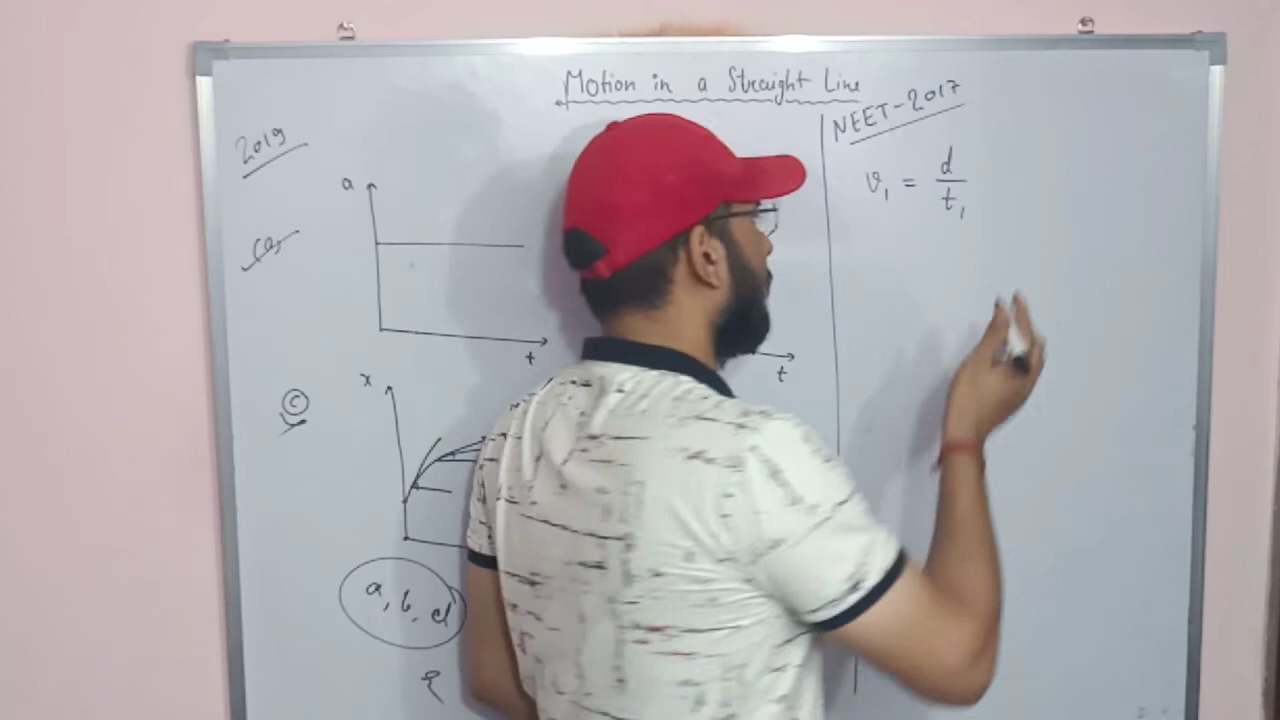 Motion in a Straight Line
2019
a
t
x
t
©
a, b, d
NEET-2017
v₁ = d/t₁